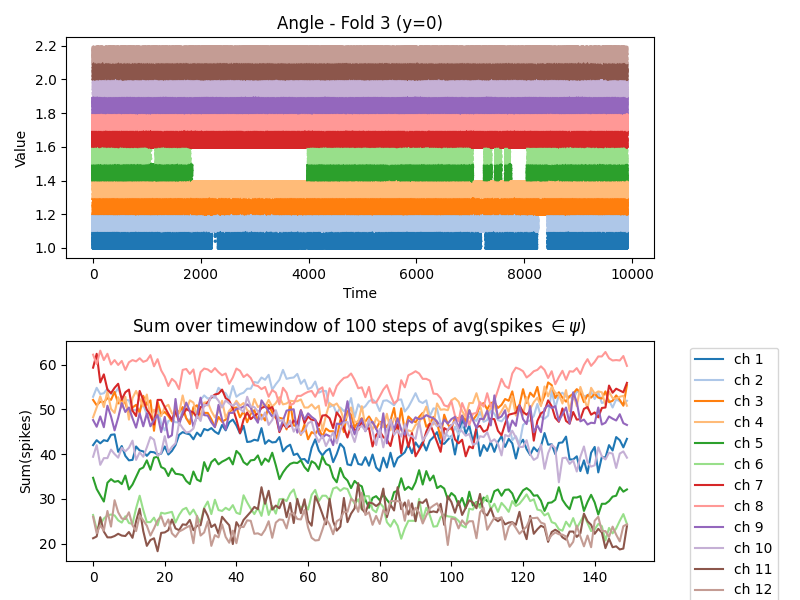 Angle - Fold 3 (y=0)
2.2
2.0
1.8
1.6
1.4
1.2
1.0
Value
0 2000 4000 6000 8000 10000
Time
Sum over timewindow of 100 steps of avg(spikes ∈ ψ)
60
50
40
30
20
Sum(spikes)
0 20 40 60 80 100 120 140
ch 1
ch 2
ch 3
ch 4
ch 5
ch 6
ch 7
ch 8
ch 9
ch 10
ch 11
ch 12